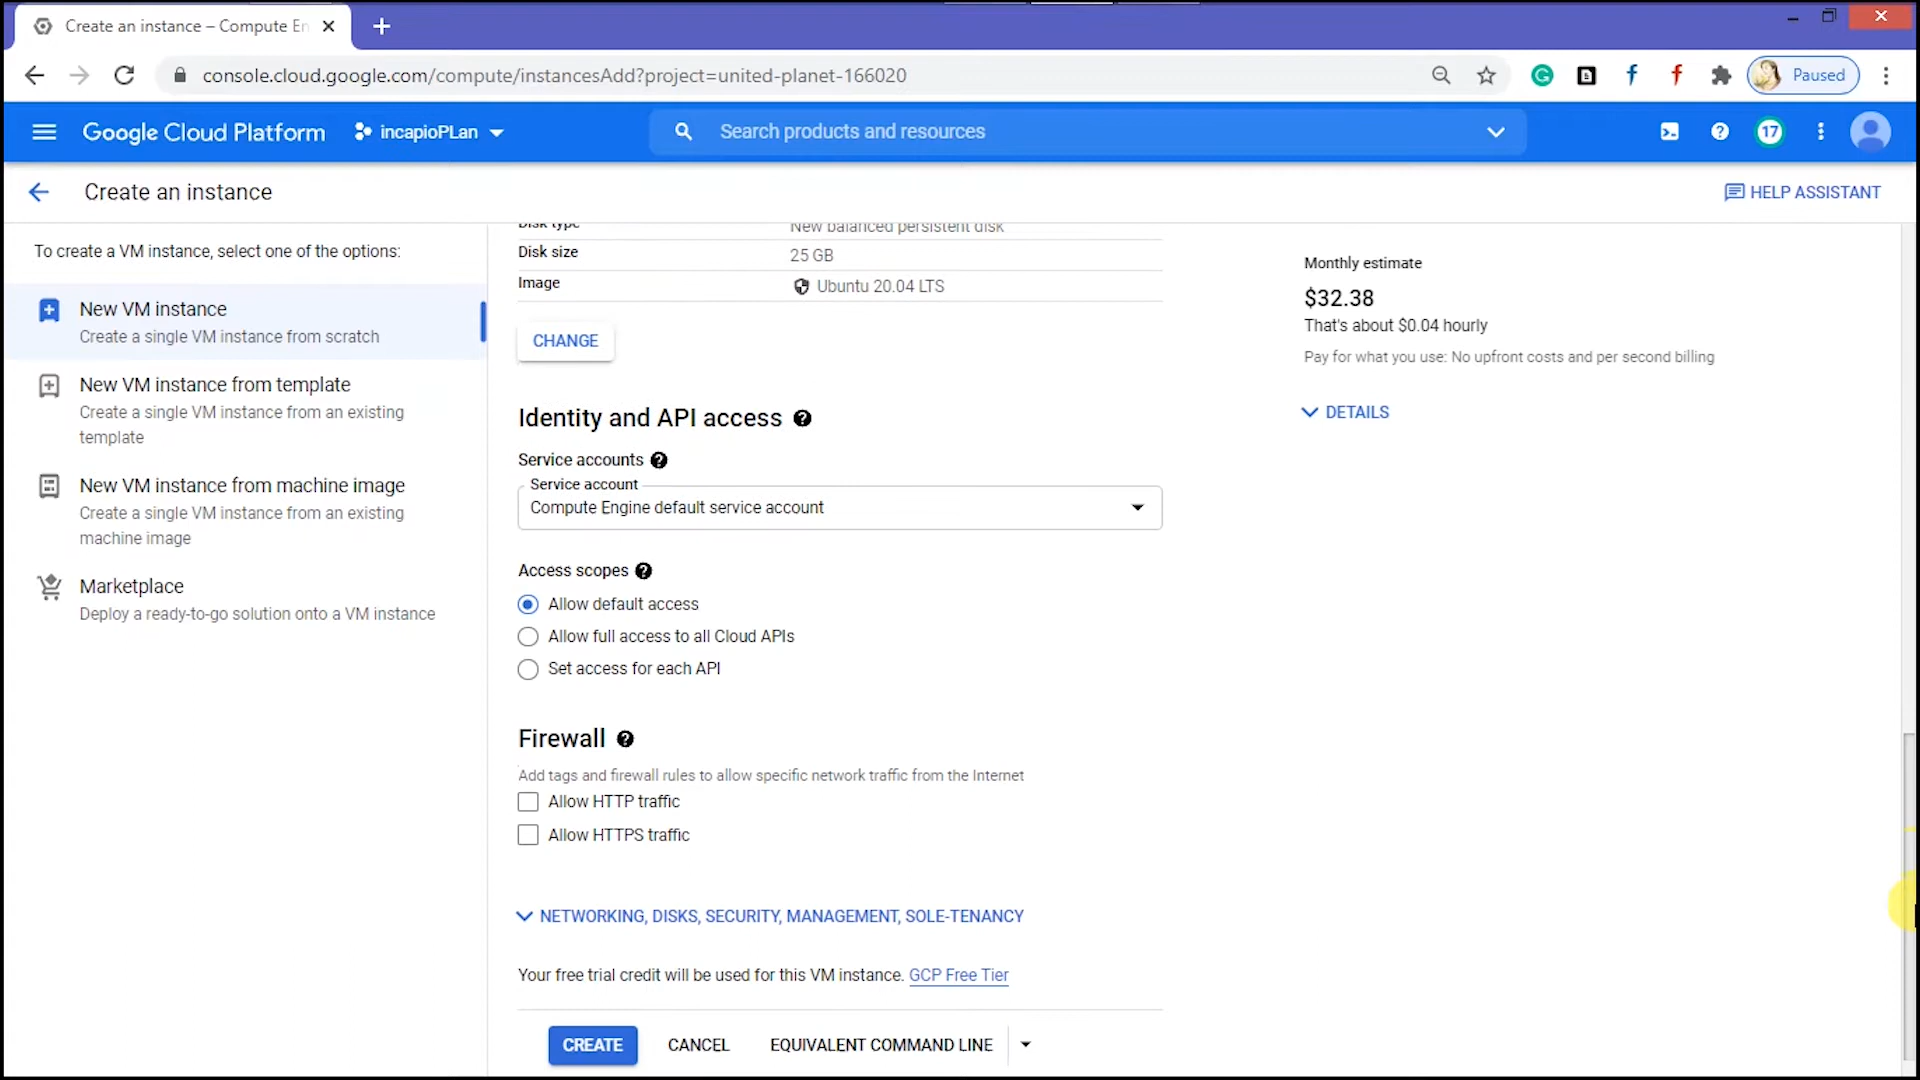 Create an instance – Compute En
console.cloud.google.com/compute/instancesAdd?project=united-planet-166020
Paused
Google Cloud Platform
incapioPLan
Search products and resources
17
Create an instance
HELP ASSISTANT
To create a VM instance, select one of the options:
New VM instance
Create a single VM instance from scratch
New VM instance from template
Create a single VM instance from an existing
template
New VM instance from machine image
Create a single VM instance from an existing
machine image
Marketplace
Deploy a ready-to-go solution onto a VM instance
Disk type
New balanced persistent disk
Disk size
25 GB
Image
Ubuntu 20.04 LTS
CHANGE
Identity and API access
Service accounts
Service account
Compute Engine default service account
Access scopes
Allow default access
Allow full access to all Cloud APIs
Set access for each API
Firewall
Add tags and firewall rules to allow specific network traffic from the Internet
Allow HTTP traffic
Allow HTTPS traffic
NETWORKING, DISKS, SECURITY, MANAGEMENT, SOLE-TENANCY
Your free trial credit will be used for this VM instance. GCP Free Tier
CREATE
CANCEL
EQUIVALENT COMMAND LINE
Monthly estimate
$32.38
That's about $0.04 hourly
Pay for what you use: No upfront costs and per second billing
DETAILS